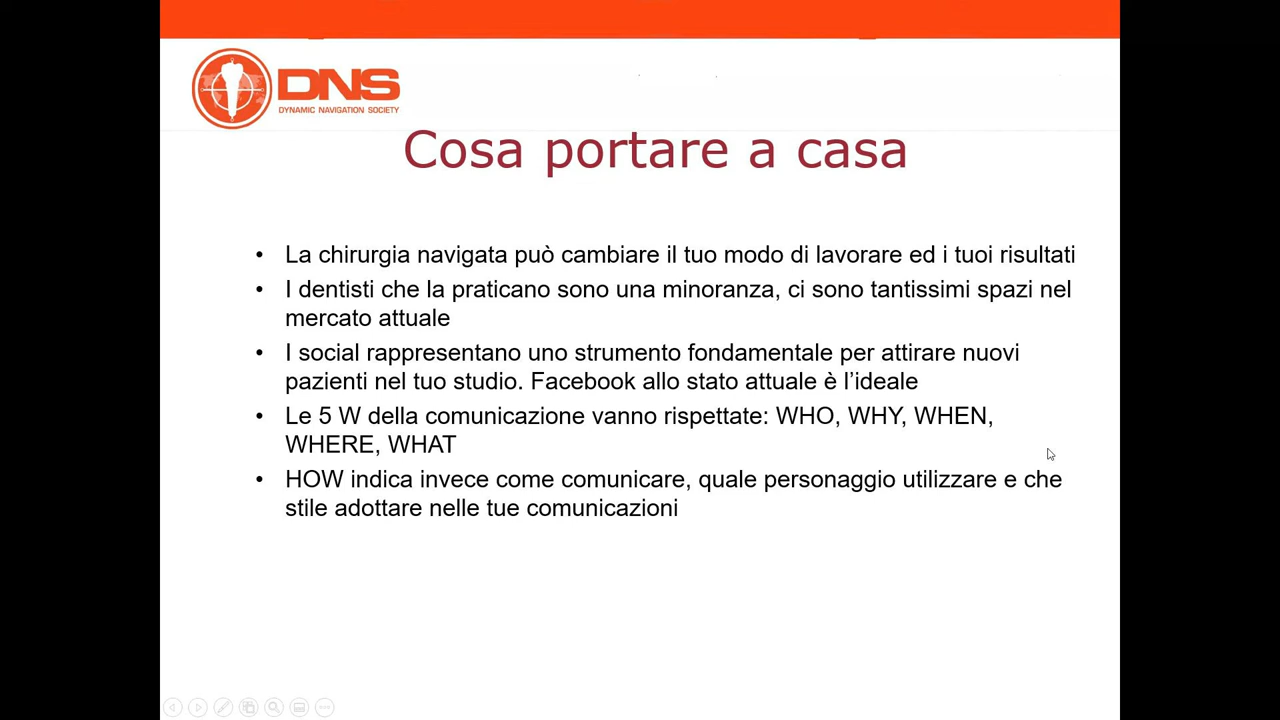 DNS
DYNAMIC NAVIGATION SOCIETY
Cosa portare a casa
• La chirurgia navigata può cambiare il tuo modo di lavorare ed i tuoi risultati
• I dentisti che la praticano sono una minoranza, ci sono tantissimi spazi nel
mercato attuale
• I social rappresentano uno strumento fondamentale per attirare nuovi
pazienti nel tuo studio. Facebook allo stato attuale è l’ideale
• Le 5 W della comunicazione vanno rispettate: WHO, WHY, WHEN,
WHERE, WHAT
• HOW indica invece come comunicare, quale personaggio utilizzare e che
stile adottare nelle tue comunicazioni